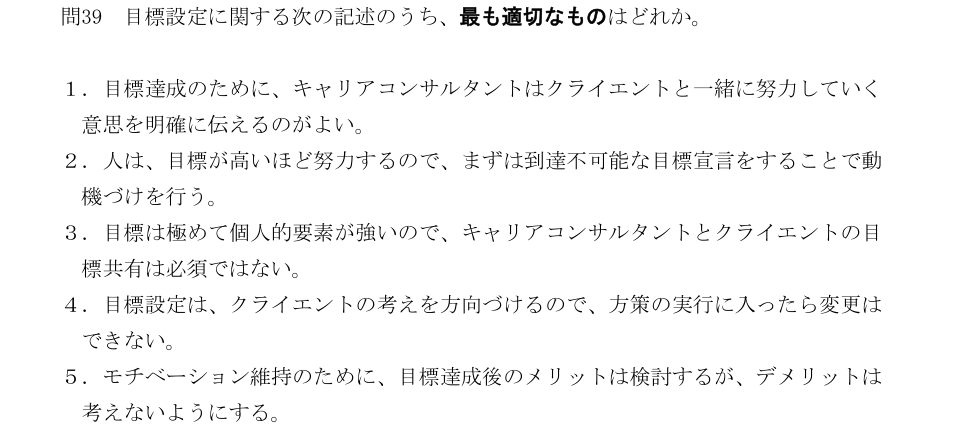 問39　目標設定に関する次の記述のうち、最も適切なものはどれか。
１．目標達成のために、キャリアコンサルタントはクライエントと一緒に努力していく
意思を明確に伝えるのがよい。
２．人は、目標が高いほど努力するので、まずは到達不可能な目標宣言をすることで動
機づけを行う。
３．目標は極めて個人的要素が強いので、キャリアコンサルタントとクライエントの目
標共有は必須ではない。
４．目標設定は、クライエントの考えを方向づけるので、方策の実行に入ったら変更は
できない。
５．モチベーション維持のために、目標達成後のメリットは検討するが、デメリットは
考えないようにする。